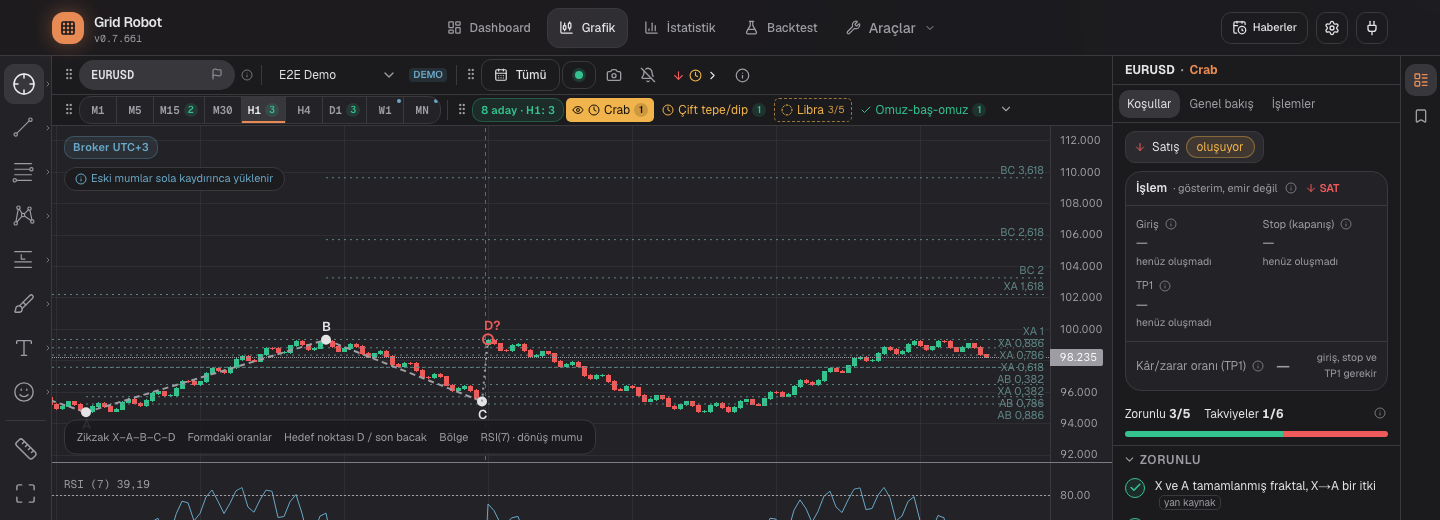 Grid Robot
v0.7.661
Dashboard
Grafik
İstatistik
Backtest
Araçlar
Haberler
EURUSD
E2E Demo
DEMO
Tümü
M1
M5
M15 2
M30
H1 3
H4
D1 3
W1
MN
8 aday · H1: 3
Crab 1
Çift tepe/dip 1
Libra 3/5
Omuz-baş-omuz 1
Broker UTC+3
Eski mumlar sola kaydırınca yüklenir
BC 3,618
BC 2,618
BC 2
XA 1,618
XA 1
XA 0,886
XA 0,786
XA 0,618
AB 0,382
XA 0,382
AB 0,786
AB 0,886
B
D?
C
A
112.000
110.000
108.000
106.000
104.000
102.000
100.000
98.235
96.000
94.000
92.000
Zikzak X–A–B–C–D
Formdaki oranlar
Hedef noktası D / son bacak
Bölge
RSI(7) · dönüş mumu
RSI (7) 39,19
80.00
EURUSD · Crab
Koşullar
Genel bakış
İşlemler
Satış oluşuyor
İşlem · gösterim, emir değil
SAT
Giriş
—
henüz oluşmadı
Stop (kapanış)
—
henüz oluşmadı
TP1
—
henüz oluşmadı
Kâr/zarar oranı (TP1) —
giriş, stop ve
TP1 gerekir
Zorunlu 3/5 Takviyeler 1/6
ZORUNLU
X ve A tamamlanmış fraktal, X→A bir itki
yan kaynak